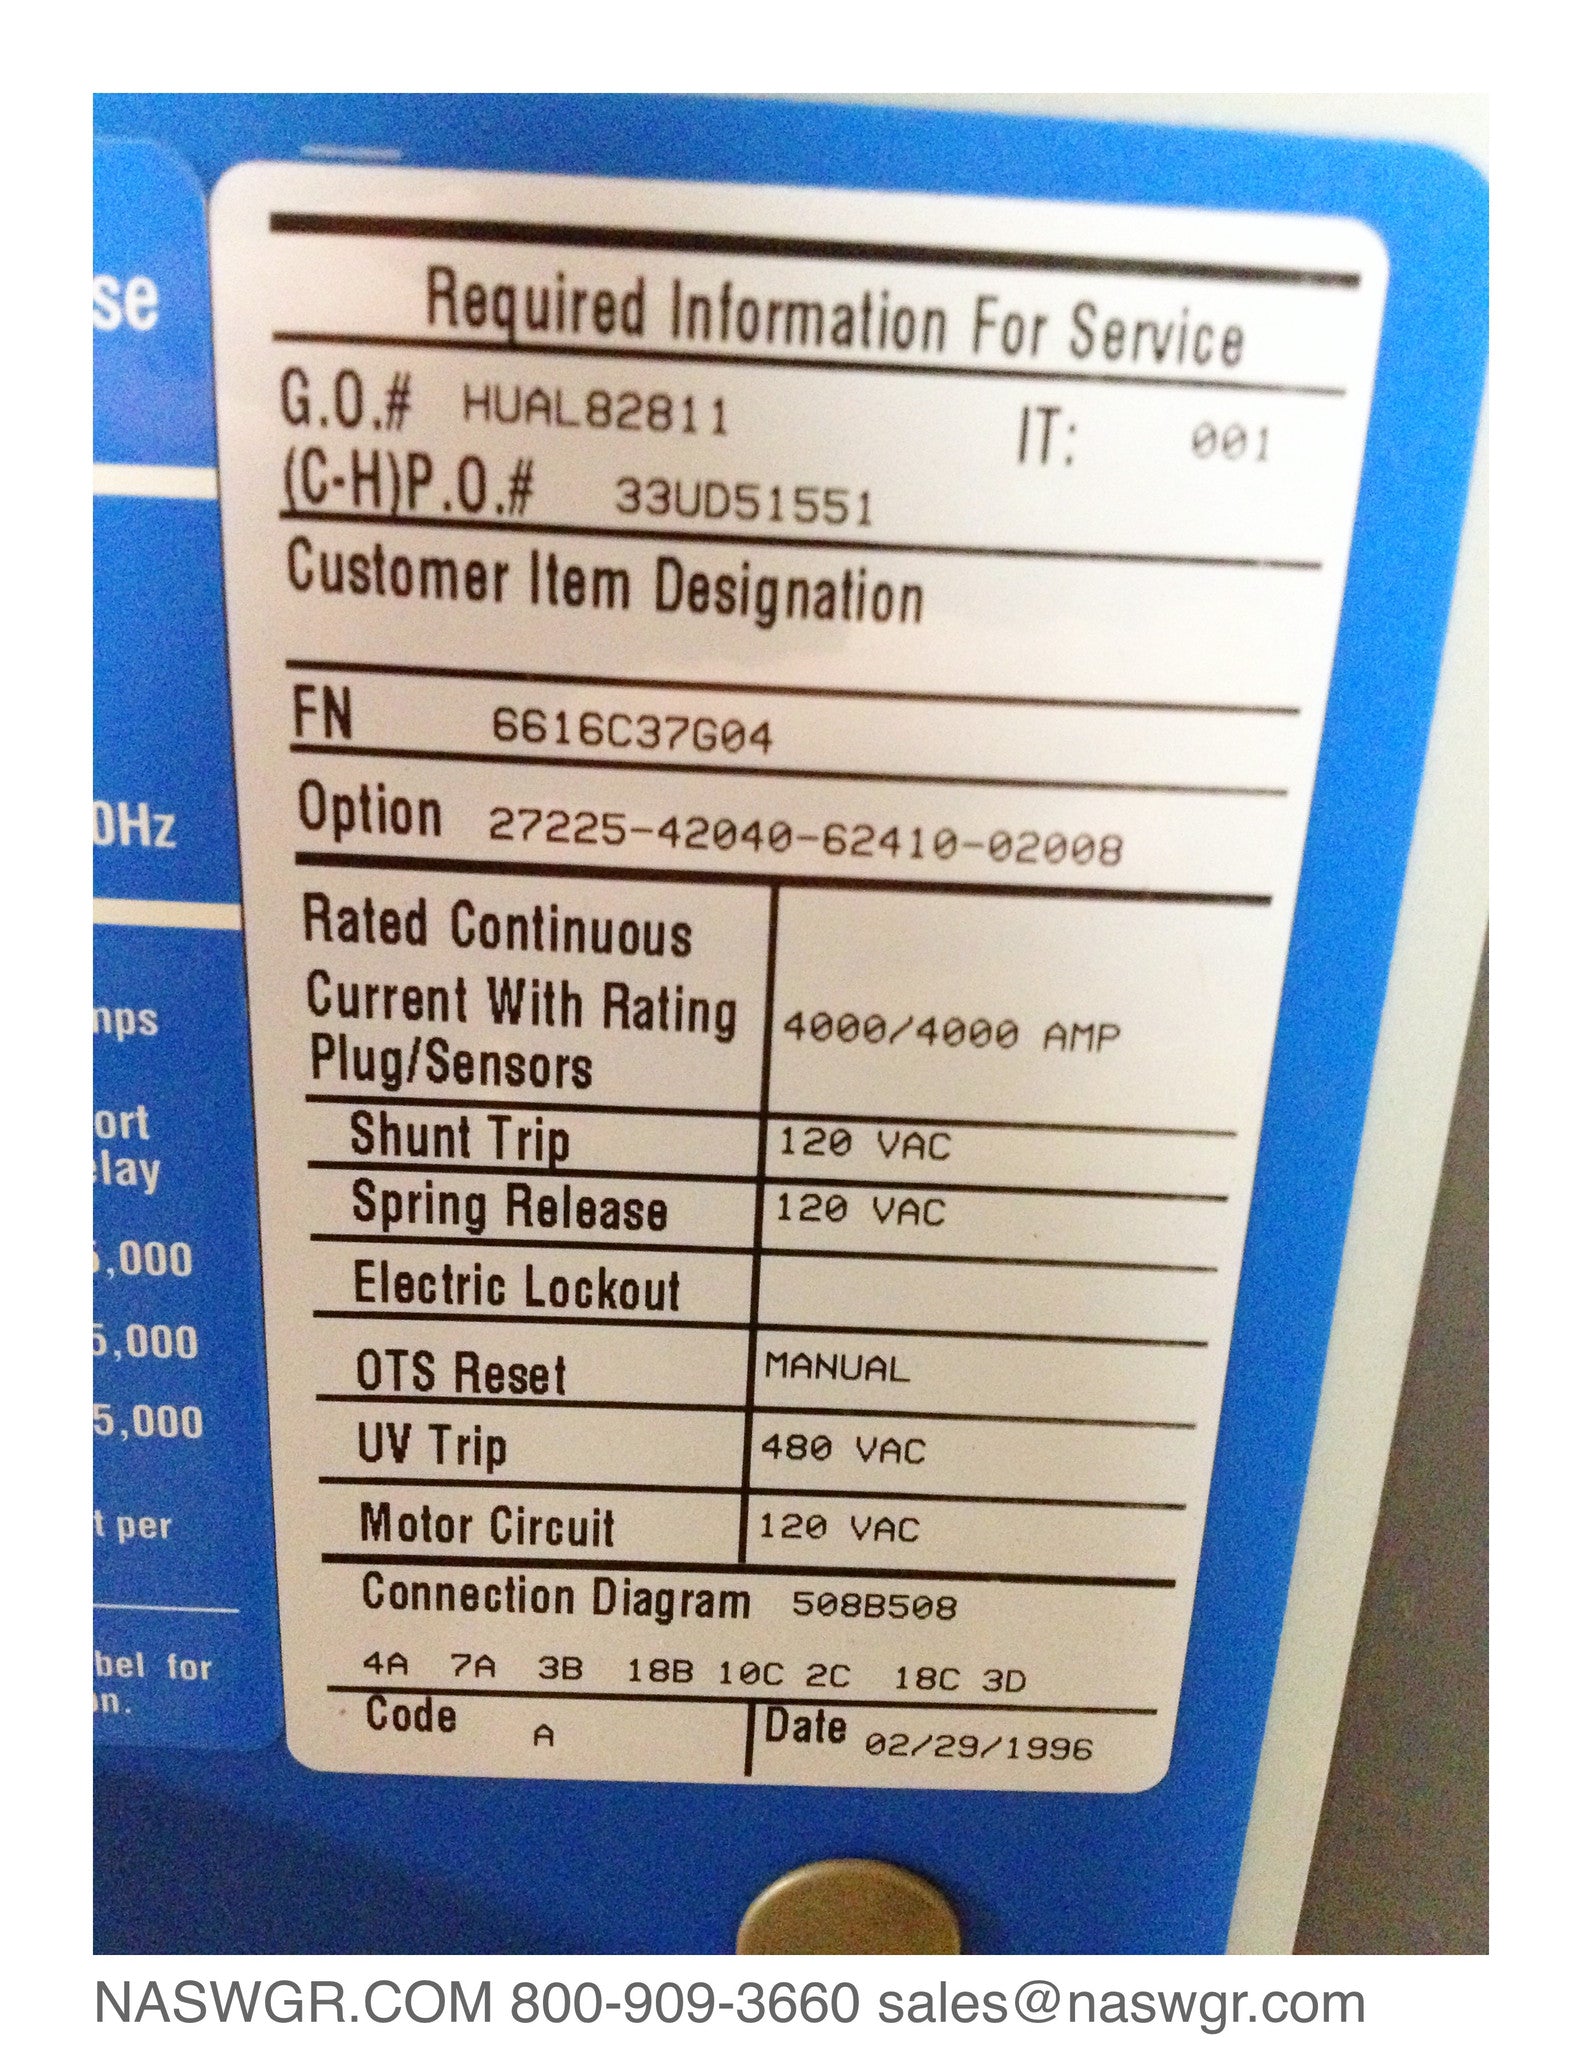 se
0Hz
mps
ort
elay
5,000
5,000
5,000
t per
bel for
on.
Required Information For Service
G.O.# HUAL82811 IT: 001
(C-H)P.O.# 33UD51551
Customer Item Designation
FN 6616C37G04
Option 27225-42040-62410-02008
Rated Continuous
Current With Rating 4000/4000 AMP
Plug/Sensors
Shunt Trip 120 VAC
Spring Release 120 VAC
Electric Lockout
OTS Reset MANUAL
UV Trip 480 VAC
Motor Circuit 120 VAC
Connection Diagram 508B508
4A 7A 3B 18B 10C 2C 18C 3D
Code A Date 02/29/1996
NASWGR.COM 800-909-3660 sales@naswgr.com